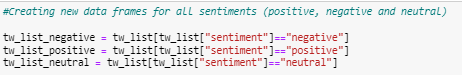 #Creating new data frames for all sentiments (positive, negative and neutral)
tw_list_negative = tw_list[tw_list["sentiment"]=="negative"]
tw_list_positive = tw_list[tw_list["sentiment"]=="positive"]
tw_list_neutral = tw_list[tw_list["sentiment"]=="neutral"]